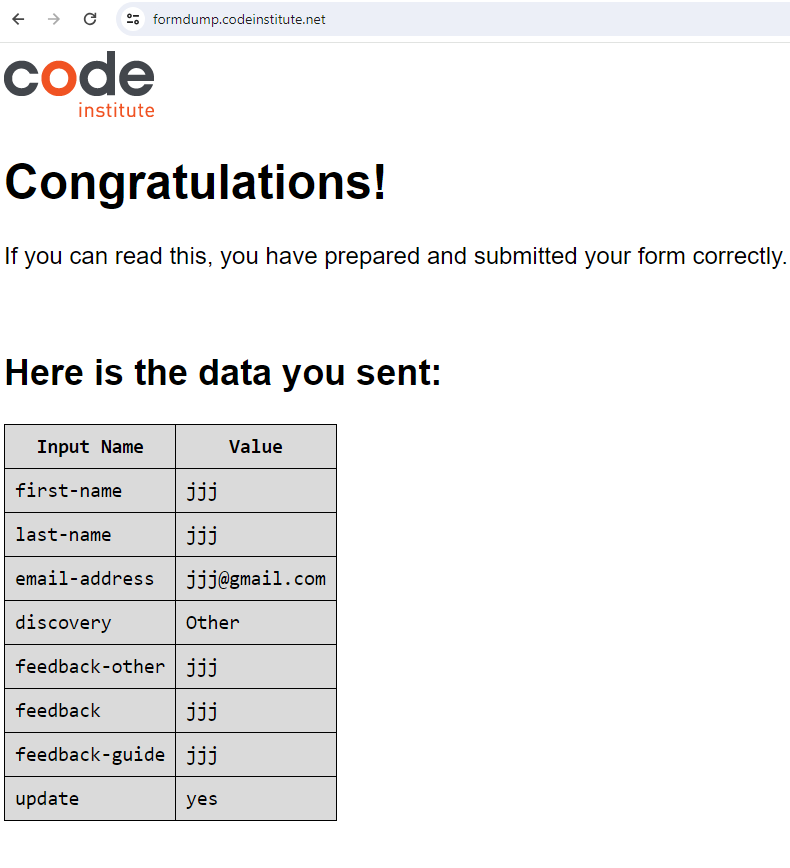 formdump.codeinstitute.net
code
institute
Congratulations!
If you can read this, you have prepared and submitted your form correctly.
Here is the data you sent:
Input Name Value
first-name jjj
last-name jjj
email-address jjj@gmail.com
discovery Other
feedback-other jjj
feedback jjj
feedback-guide jjj
update yes